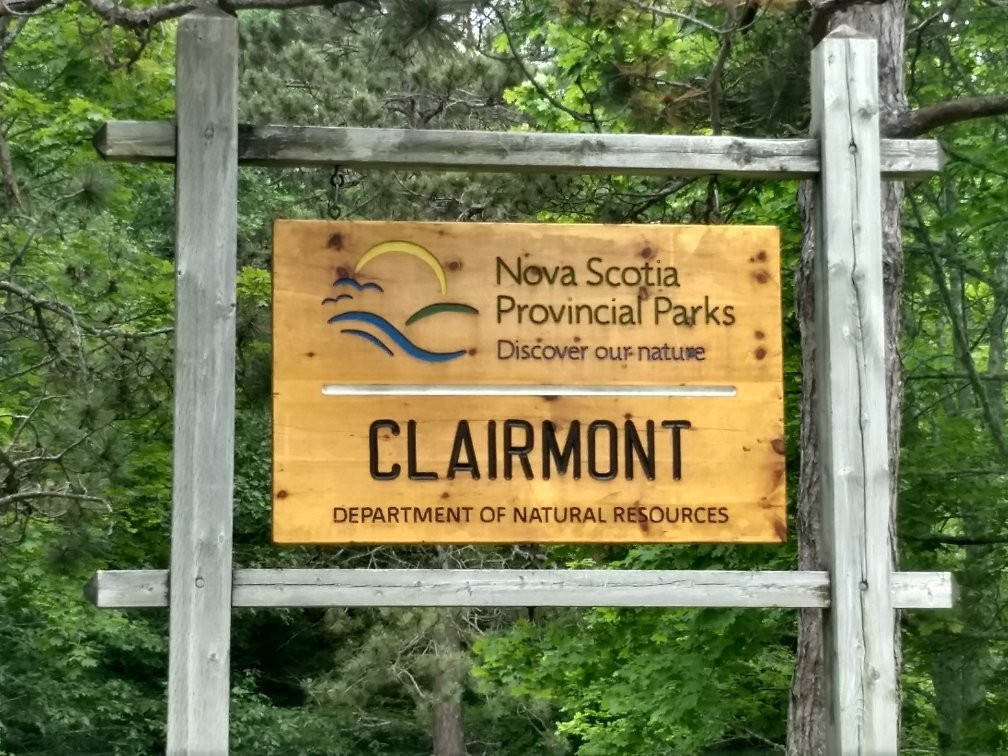 Nova Scotia
Provincial Parks
Discover our nature
CLAIRMONT
DEPARTMENT OF NATURAL RESOURCES